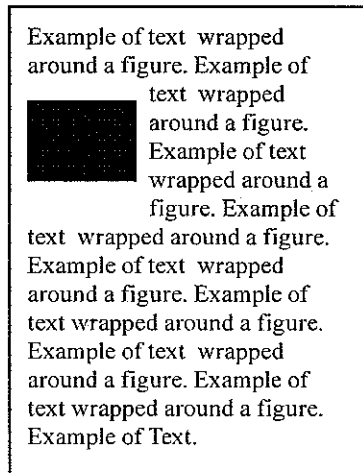 Example of text wrapped
around a figure. Example of
text wrapped
around a figure.
Example of text
wrapped around a
figure. Example of
text wrapped around a figure.
Example of text wrapped
around a figure. Example of
text wrapped around a figure.
Example of text wrapped
around a figure. Example of
text wrapped around a figure.
Example of Text.